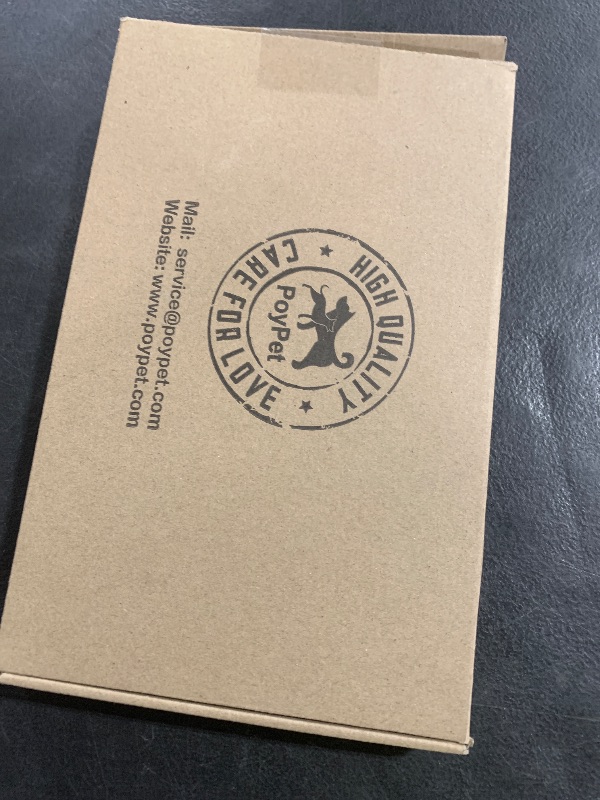 HIGH QUALITY
PoyPet
CARE FOR LOVE
Mail: service@poypet.com
Website: www.poypet.com